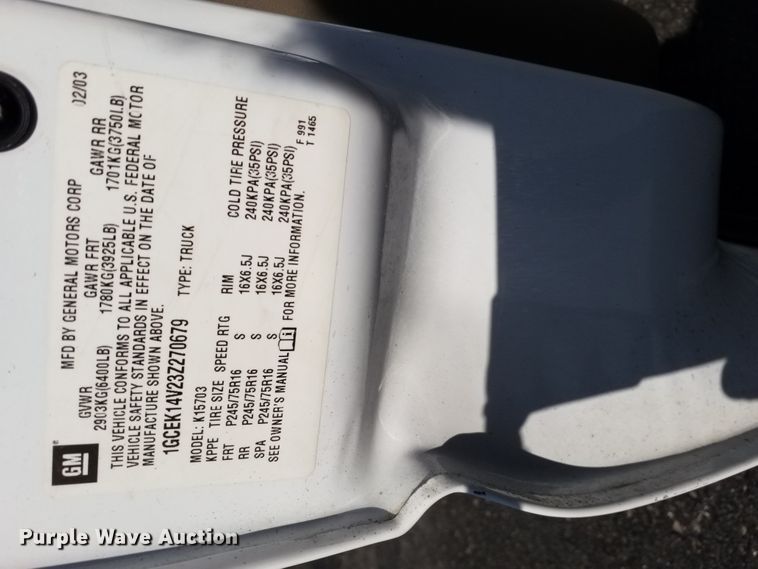 GM
MFD BY GENERAL MOTORS CORP 02/03
GVWR GAWR FRT GAWR RR
2903KG(6400LB) 1780KG(3925LB) 1701KG(3750LB)
THIS VEHICLE CONFORMS TO ALL APPLICABLE U.S. FEDERAL MOTOR
VEHICLE SAFETY STANDARDS IN EFFECT ON THE DATE OF
MANUFACTURE SHOWN ABOVE.
1GCEK14V23Z270679 TYPE: TRUCK
MODEL: K15703
KPPE TIRE SIZE SPEED RTG RIM COLD TIRE PRESSURE
FRT P245/75R16 S 16X6.5J 240KPA(35PSI)
RR P245/75R16 S 16X6.5J 240KPA(35PSI)
SPA P245/75R16 S 16X6.5J 240KPA(35PSI)
SEE OWNER'S MANUAL i FOR MORE INFORMATION.
F 991
T 1465
Purple Wave Auction